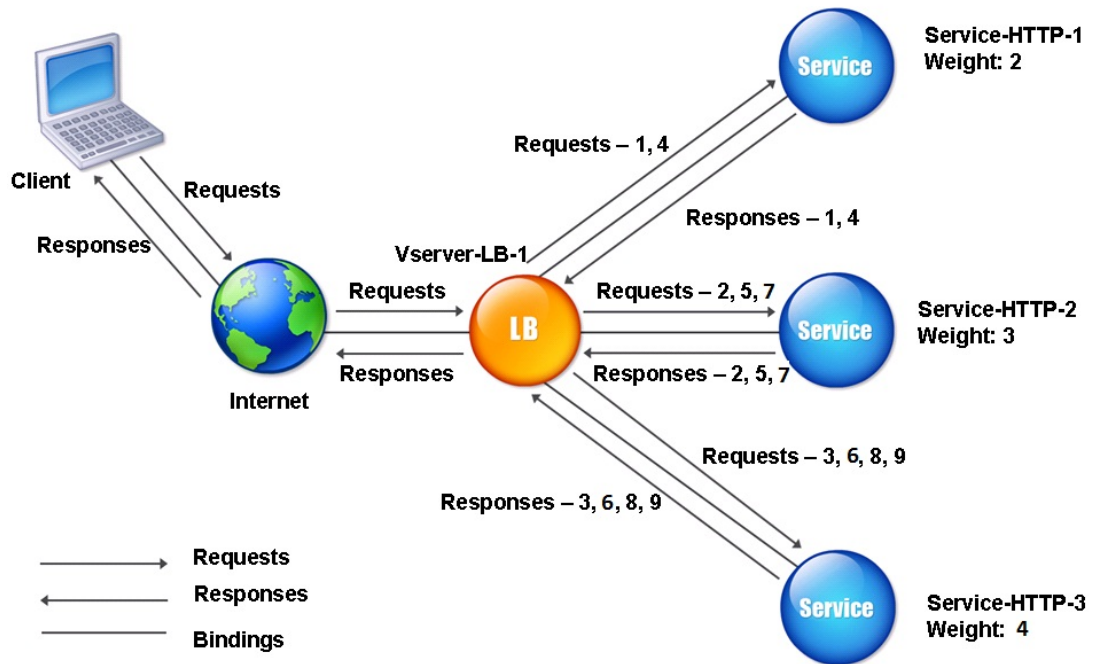 Service
Service-HTTP-1
Weight: 2
Requests – 1, 4
Client
Requests
Responses
Responses – 1, 4
Vserver-LB-1
Requests
LB
Requests – 2, 5, 7
Service
Service-HTTP-2
Weight: 3
Responses
Responses – 2, 5, 7
Internet
Requests – 3, 6, 8, 9
Responses – 3, 6, 8, 9
Requests
Responses
Bindings
Service
Service-HTTP-3
Weight: 4